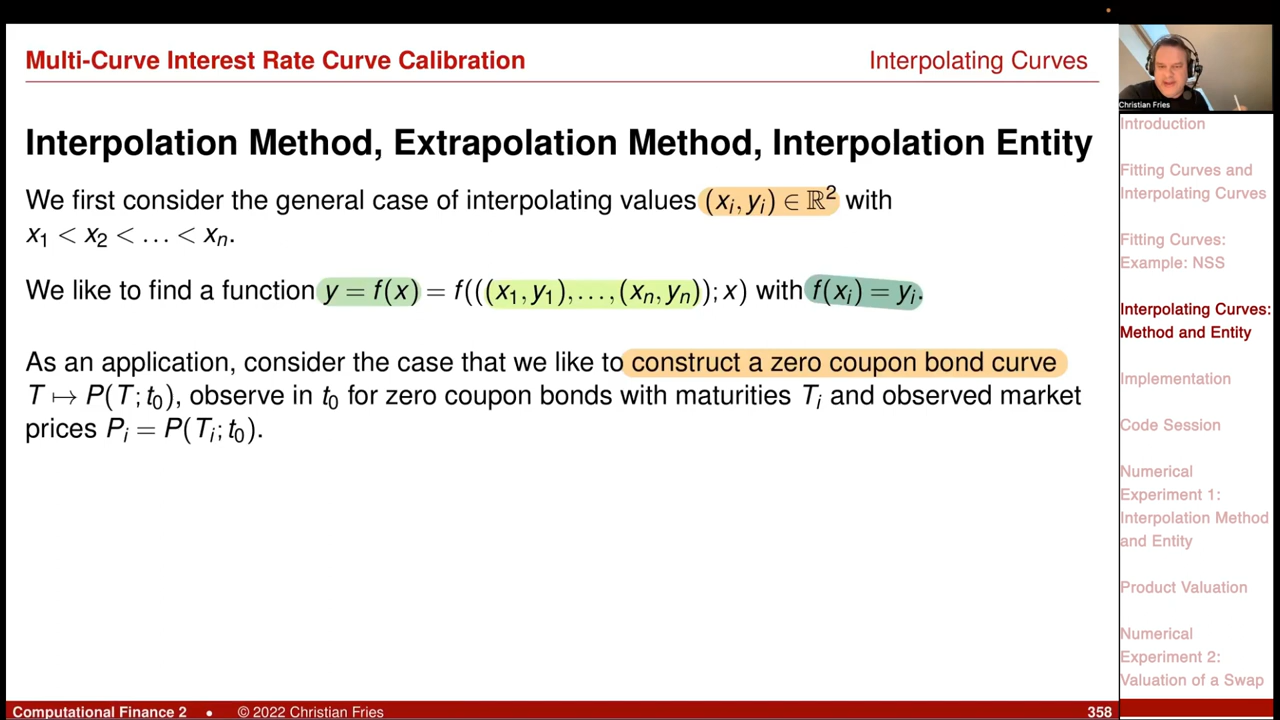 Multi-Curve Interest Rate Curve Calibration
Interpolating Curves
Interpolation Method, Extrapolation Method, Interpolation Entity
We first consider the general case of interpolating values (xᵢ, yᵢ) ∈ ℝ² with
x₁ < x₂ < … < xₙ.
We like to find a function y = f(x) = f(((x₁, y₁), …, (xₙ, yₙ)); x) with f(xᵢ) = yᵢ.
As an application, consider the case that we like to construct a zero coupon bond curve
T ↦ P(T; t₀), observe in t₀ for zero coupon bonds with maturities Tᵢ and observed market
prices Pᵢ = P(Tᵢ; t₀).
Christian Fries
Introduction
Fitting Curves and
Interpolating Curves
Fitting Curves:
Example: NSS
Interpolating Curves:
Method and Entity
Implementation
Code Session
Numerical
Experiment 1:
Interpolation Method
and Entity
Product Valuation
Numerical
Experiment 2:
Valuation of a Swap
Computational Finance 2 • © 2022 Christian Fries
358